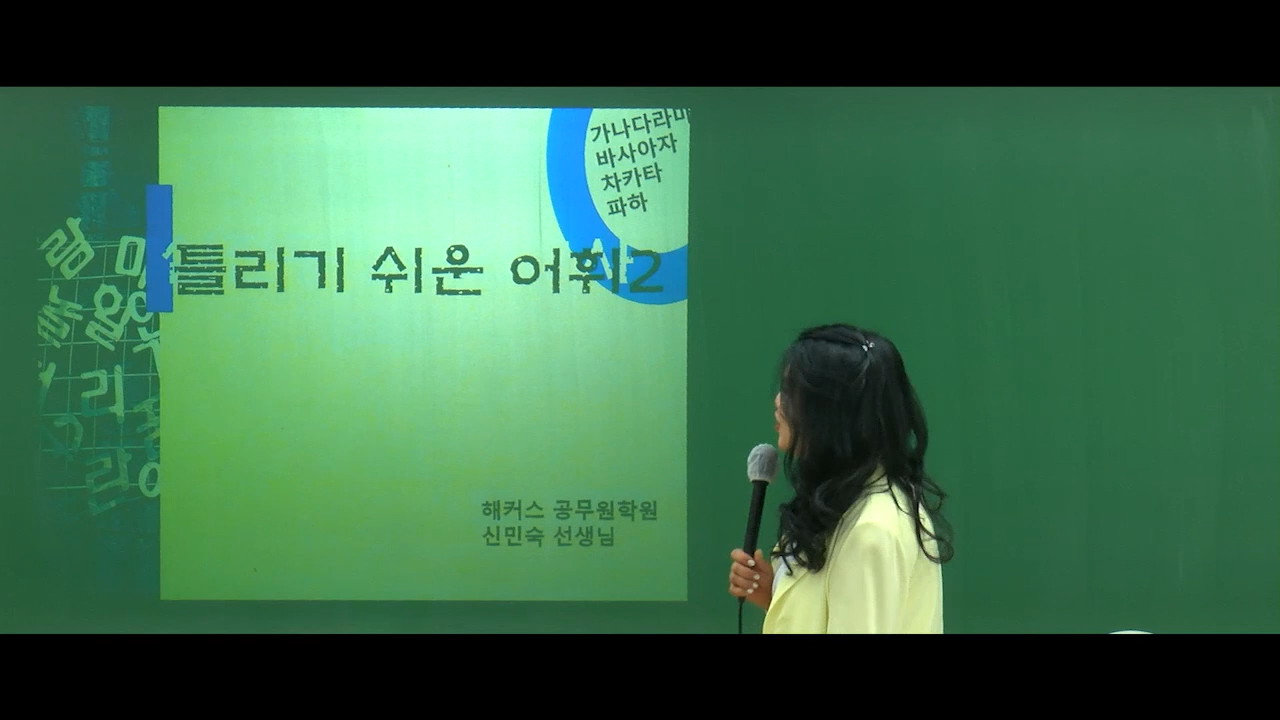 가나다라마
바사아자
차카타
파하
틀리기 쉬운 어휘2
해커스 공무원학원
신민숙 선생님